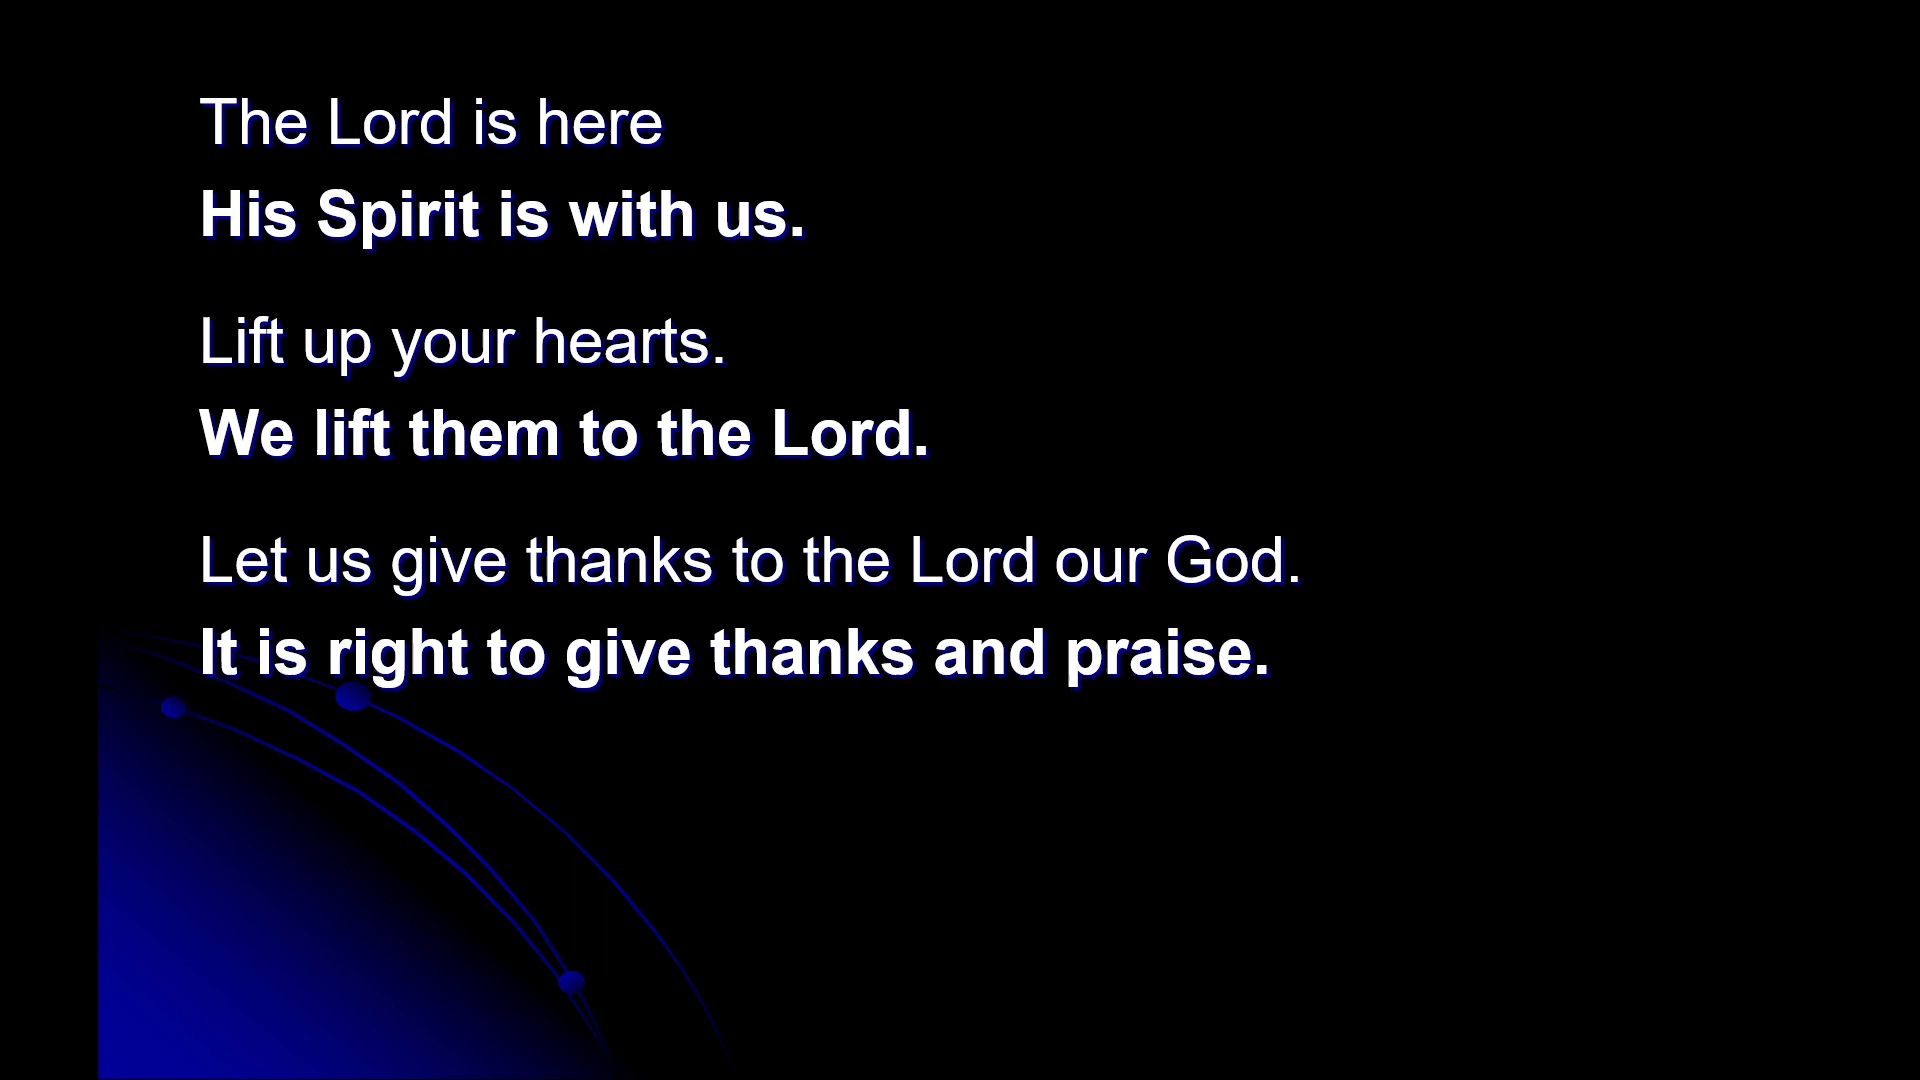 The Lord is here
His Spirit is with us.
Lift up your hearts.
We lift them to the Lord.
Let us give thanks to the Lord our God.
It is right to give thanks and praise.